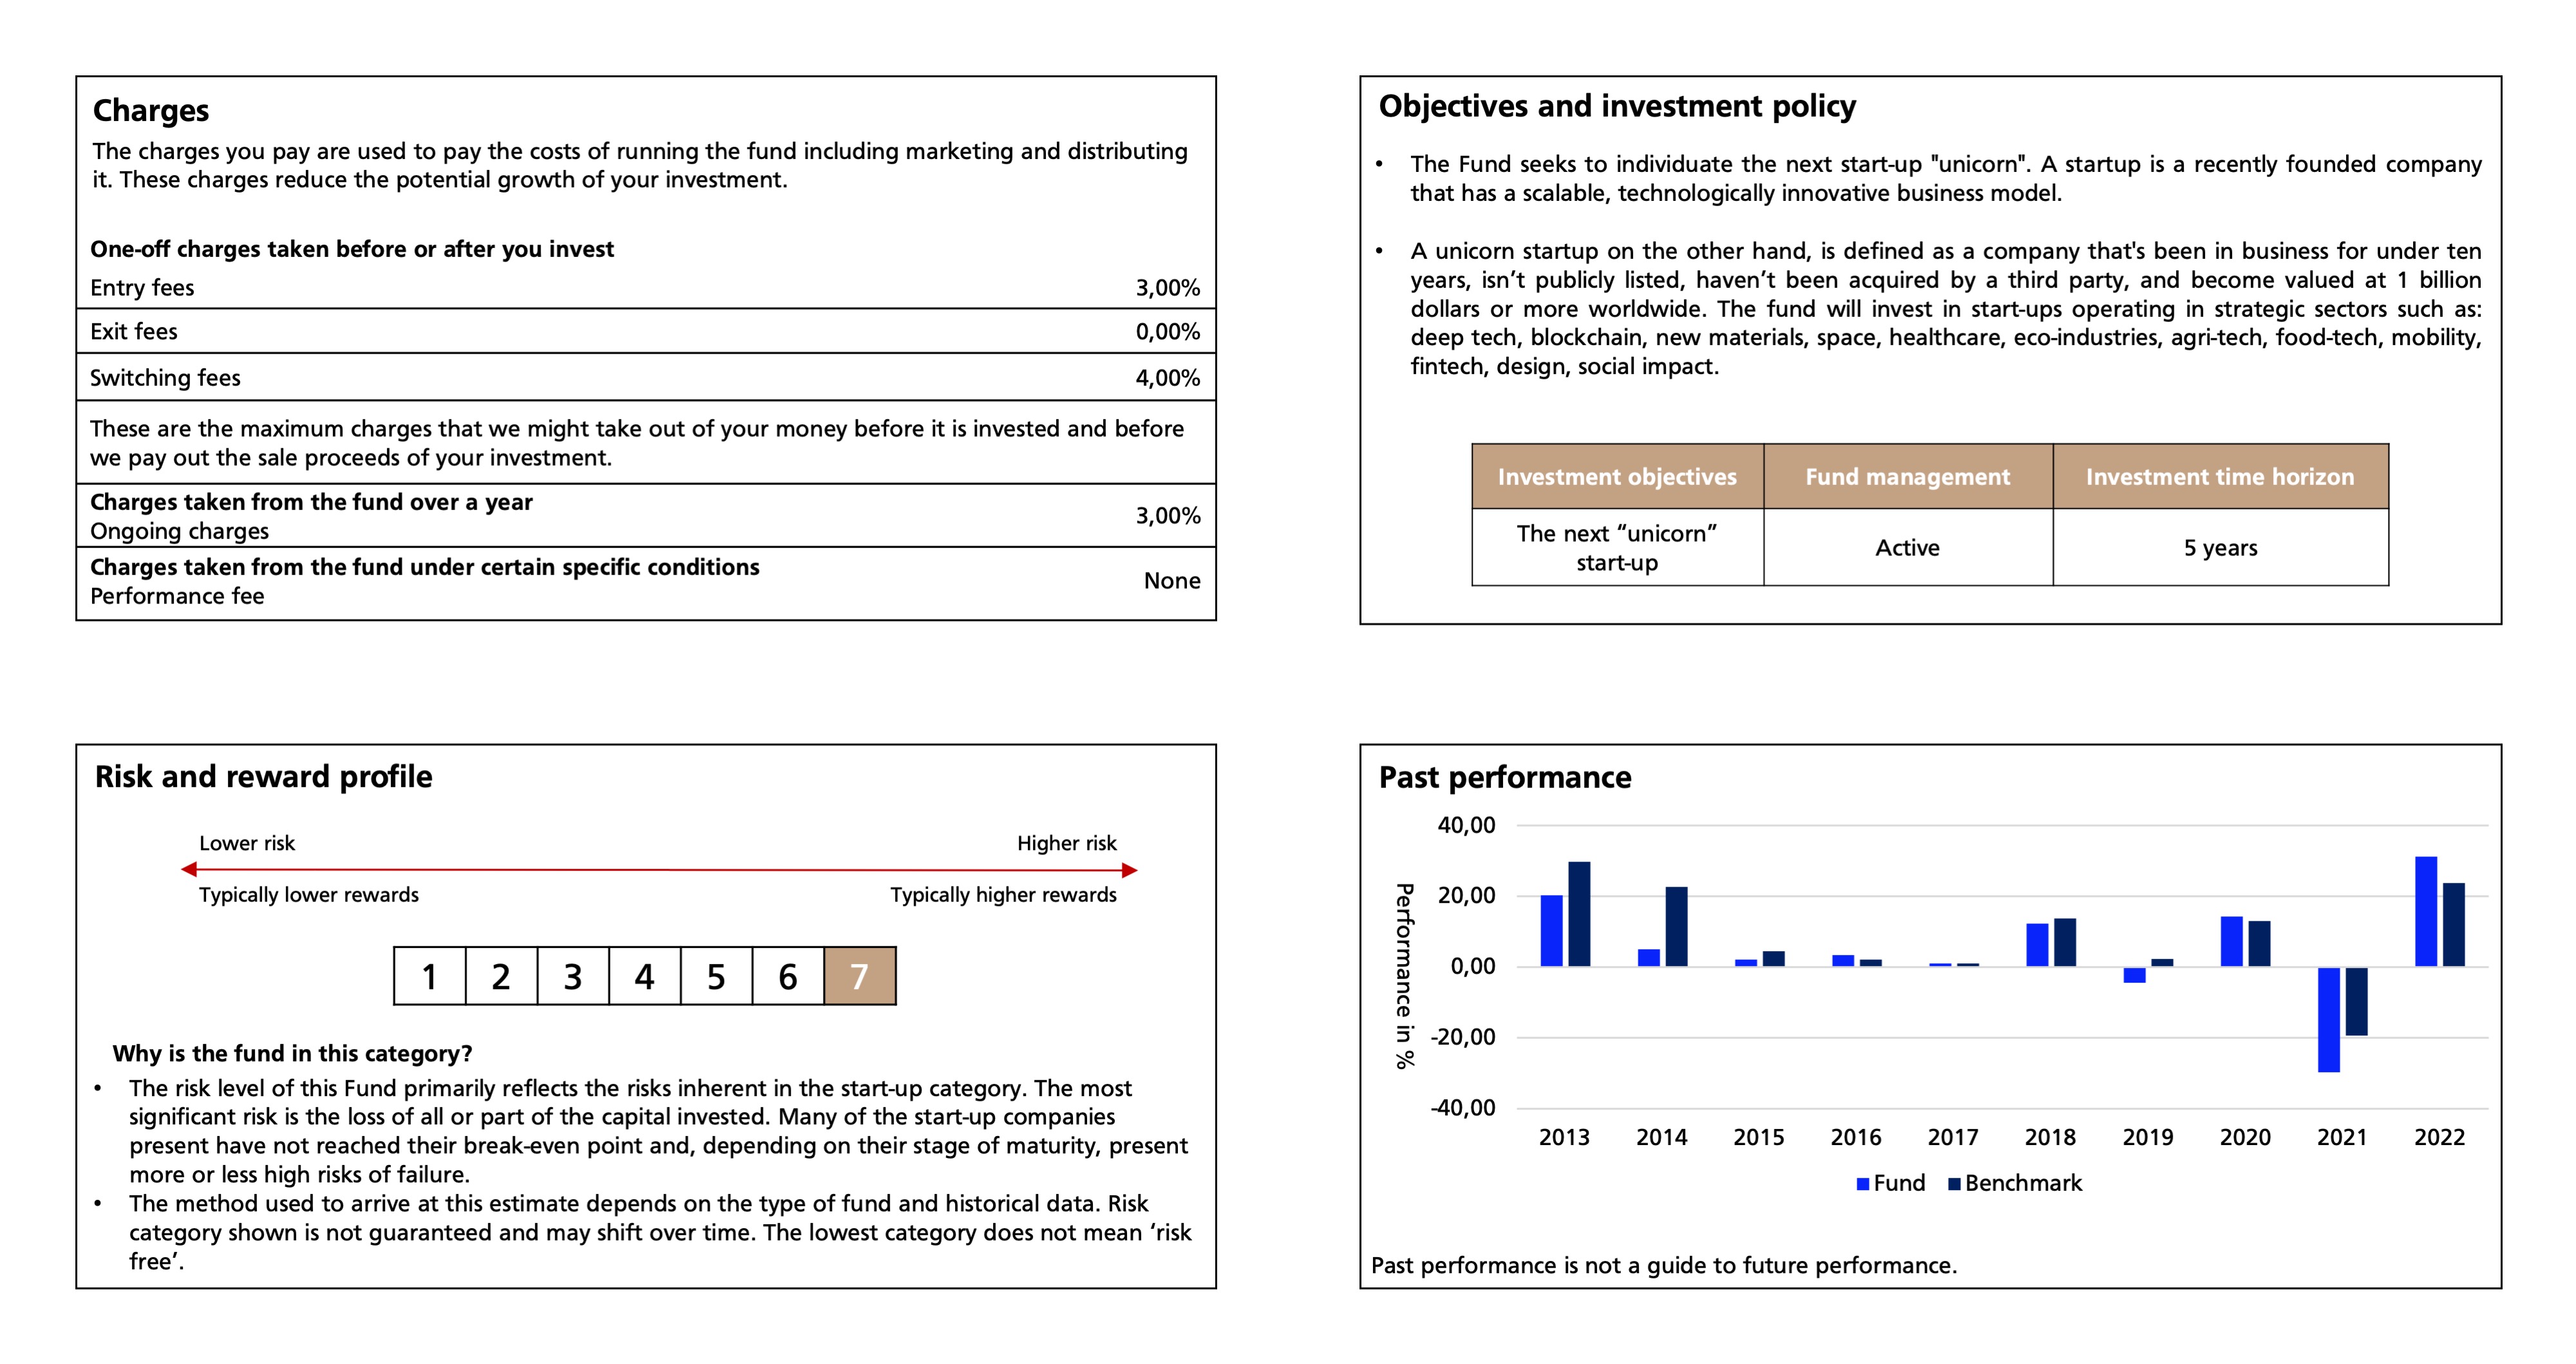 Charges
The charges you pay are used to pay the costs of running the fund including marketing and distributing
it. These charges reduce the potential growth of your investment.
One-off charges taken before or after you invest
Entry fees 3,00%
Exit fees 0,00%
Switching fees 4,00%
These are the maximum charges that we might take out of your money before it is invested and before
we pay out the sale proceeds of your investment.
Charges taken from the fund over a year
Ongoing charges 3,00%
Charges taken from the fund under certain specific conditions
Performance fee None
Objectives and investment policy
• The Fund seeks to individuate the next start-up "unicorn". A startup is a recently founded company
that has a scalable, technologically innovative business model.
• A unicorn startup on the other hand, is defined as a company that's been in business for under ten
years, isn’t publicly listed, haven’t been acquired by a third party, and become valued at 1 billion
dollars or more worldwide. The fund will invest in start-ups operating in strategic sectors such as:
deep tech, blockchain, new materials, space, healthcare, eco-industries, agri-tech, food-tech, mobility,
fintech, design, social impact.
Investment objectives Fund management Investment time horizon
The next “unicorn”
start-up
Active
5 years
Risk and reward profile
Lower risk Higher risk
Typically lower rewards Typically higher rewards
1 2 3 4 5 6 7
Why is the fund in this category?
• The risk level of this Fund primarily reflects the risks inherent in the start-up category. The most
significant risk is the loss of all or part of the capital invested. Many of the start-up companies
present have not reached their break-even point and, depending on their stage of maturity, present
more or less high risks of failure.
• The method used to arrive at this estimate depends on the type of fund and historical data. Risk
category shown is not guaranteed and may shift over time. The lowest category does not mean ‘risk
free’.
Past performance
Performance in %
40,00
20,00
0,00
-20,00
-40,00
2013 2014 2015 2016 2017 2018 2019 2020 2021 2022
Fund Benchmark
Past performance is not a guide to future performance.